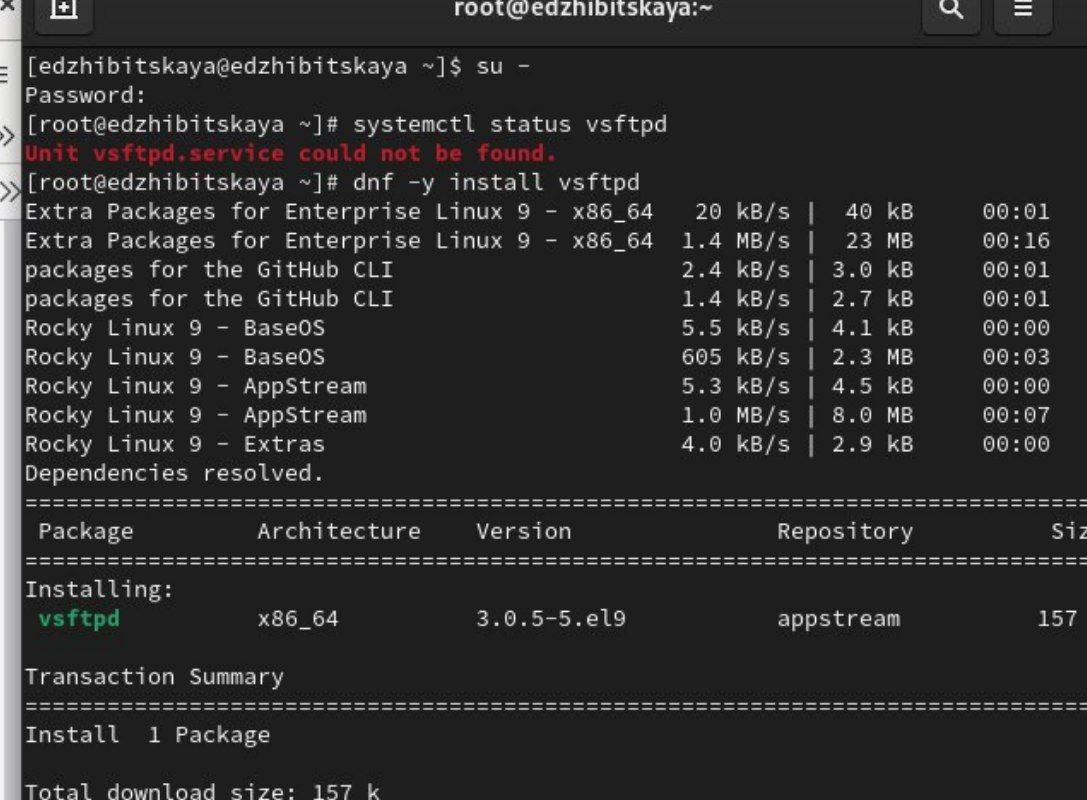 root@edzhibitskaya:~
[edzhibitskaya@edzhibitskaya ~]$ su -
Password:
[root@edzhibitskaya ~]# systemctl status vsftpd
Unit vsftpd.service could not be found.
[root@edzhibitskaya ~]# dnf -y install vsftpd
Extra Packages for Enterprise Linux 9 - x86_64   20 kB/s |  40 kB     00:01
Extra Packages for Enterprise Linux 9 - x86_64  1.4 MB/s |  23 MB     00:16
packages for the GitHub CLI                     2.4 kB/s | 3.0 kB     00:01
packages for the GitHub CLI                     1.4 kB/s | 2.7 kB     00:01
Rocky Linux 9 - BaseOS                          5.5 kB/s | 4.1 kB     00:00
Rocky Linux 9 - BaseOS                          605 kB/s | 2.3 MB     00:03
Rocky Linux 9 - AppStream                       5.3 kB/s | 4.5 kB     00:00
Rocky Linux 9 - AppStream                       1.0 MB/s | 8.0 MB     00:07
Rocky Linux 9 - Extras                          4.0 kB/s | 2.9 kB     00:00
Dependencies resolved.
================================================================================
 Package         Architecture    Version               Repository          Siz
================================================================================
Installing:
 vsftpd          x86_64          3.0.5-5.el9           appstream          157
Transaction Summary
================================================================================
Install  1 Package
Total download size: 157 k